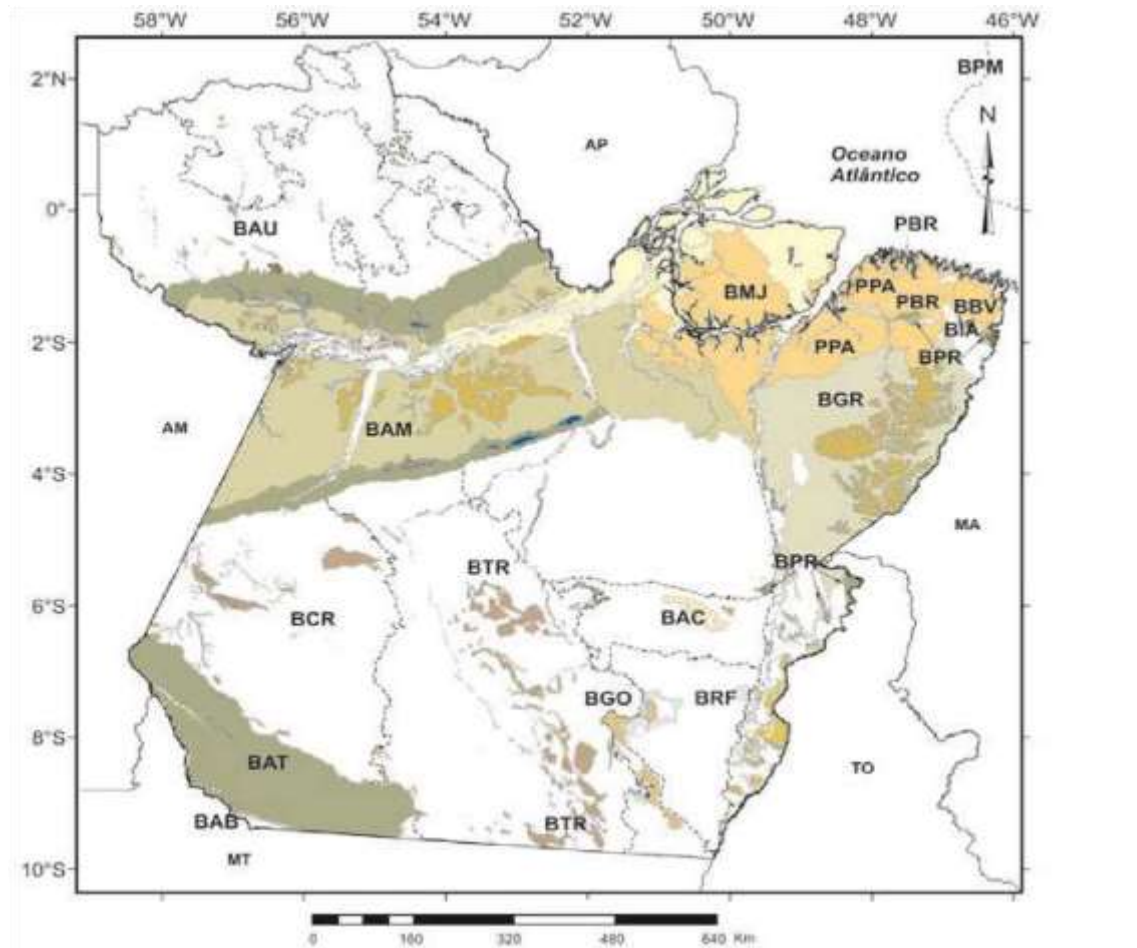 58°W 56°W 54°W 52°W 50°W 48°W 46°W
2°N
BPM
N
AP
Oceano
Atlântico
0°
BAU
PBR
BMJ
PPA
PBR
BBV
BIA
2°S
PPA
BPR
BGR
AM
BAM
4°S
MA
BPR
BTR
6°S
BCR
BAC
BGO
BRF
8°S
BAT
TO
BAB
BTR
MT
10°S
0 160 320 480 640 Km